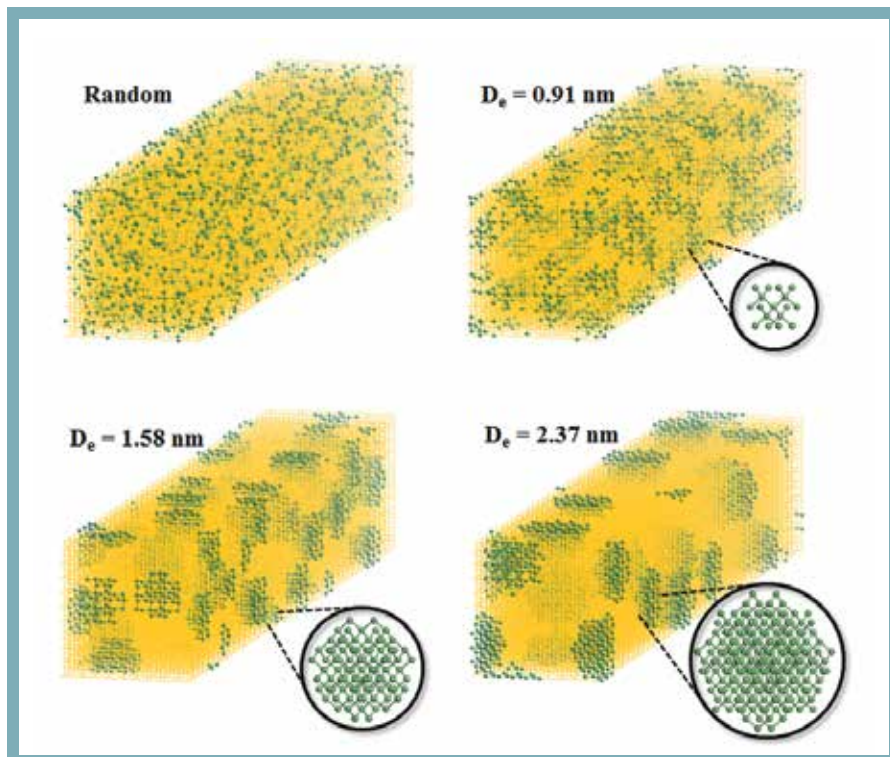 Random
Dₑ = 0.91 nm
Dₑ = 1.58 nm
Dₑ = 2.37 nm